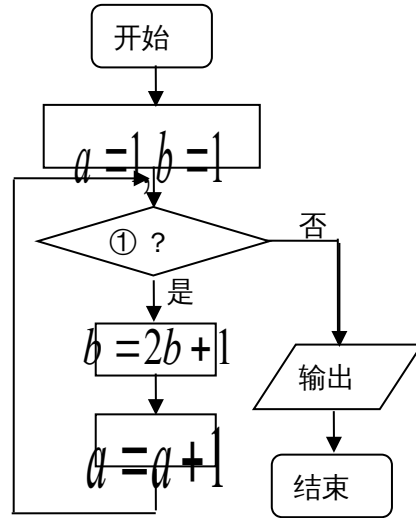 开始
a=1,b=1
① ？
否
是
b=2b+1
输出
a=a+1
结束